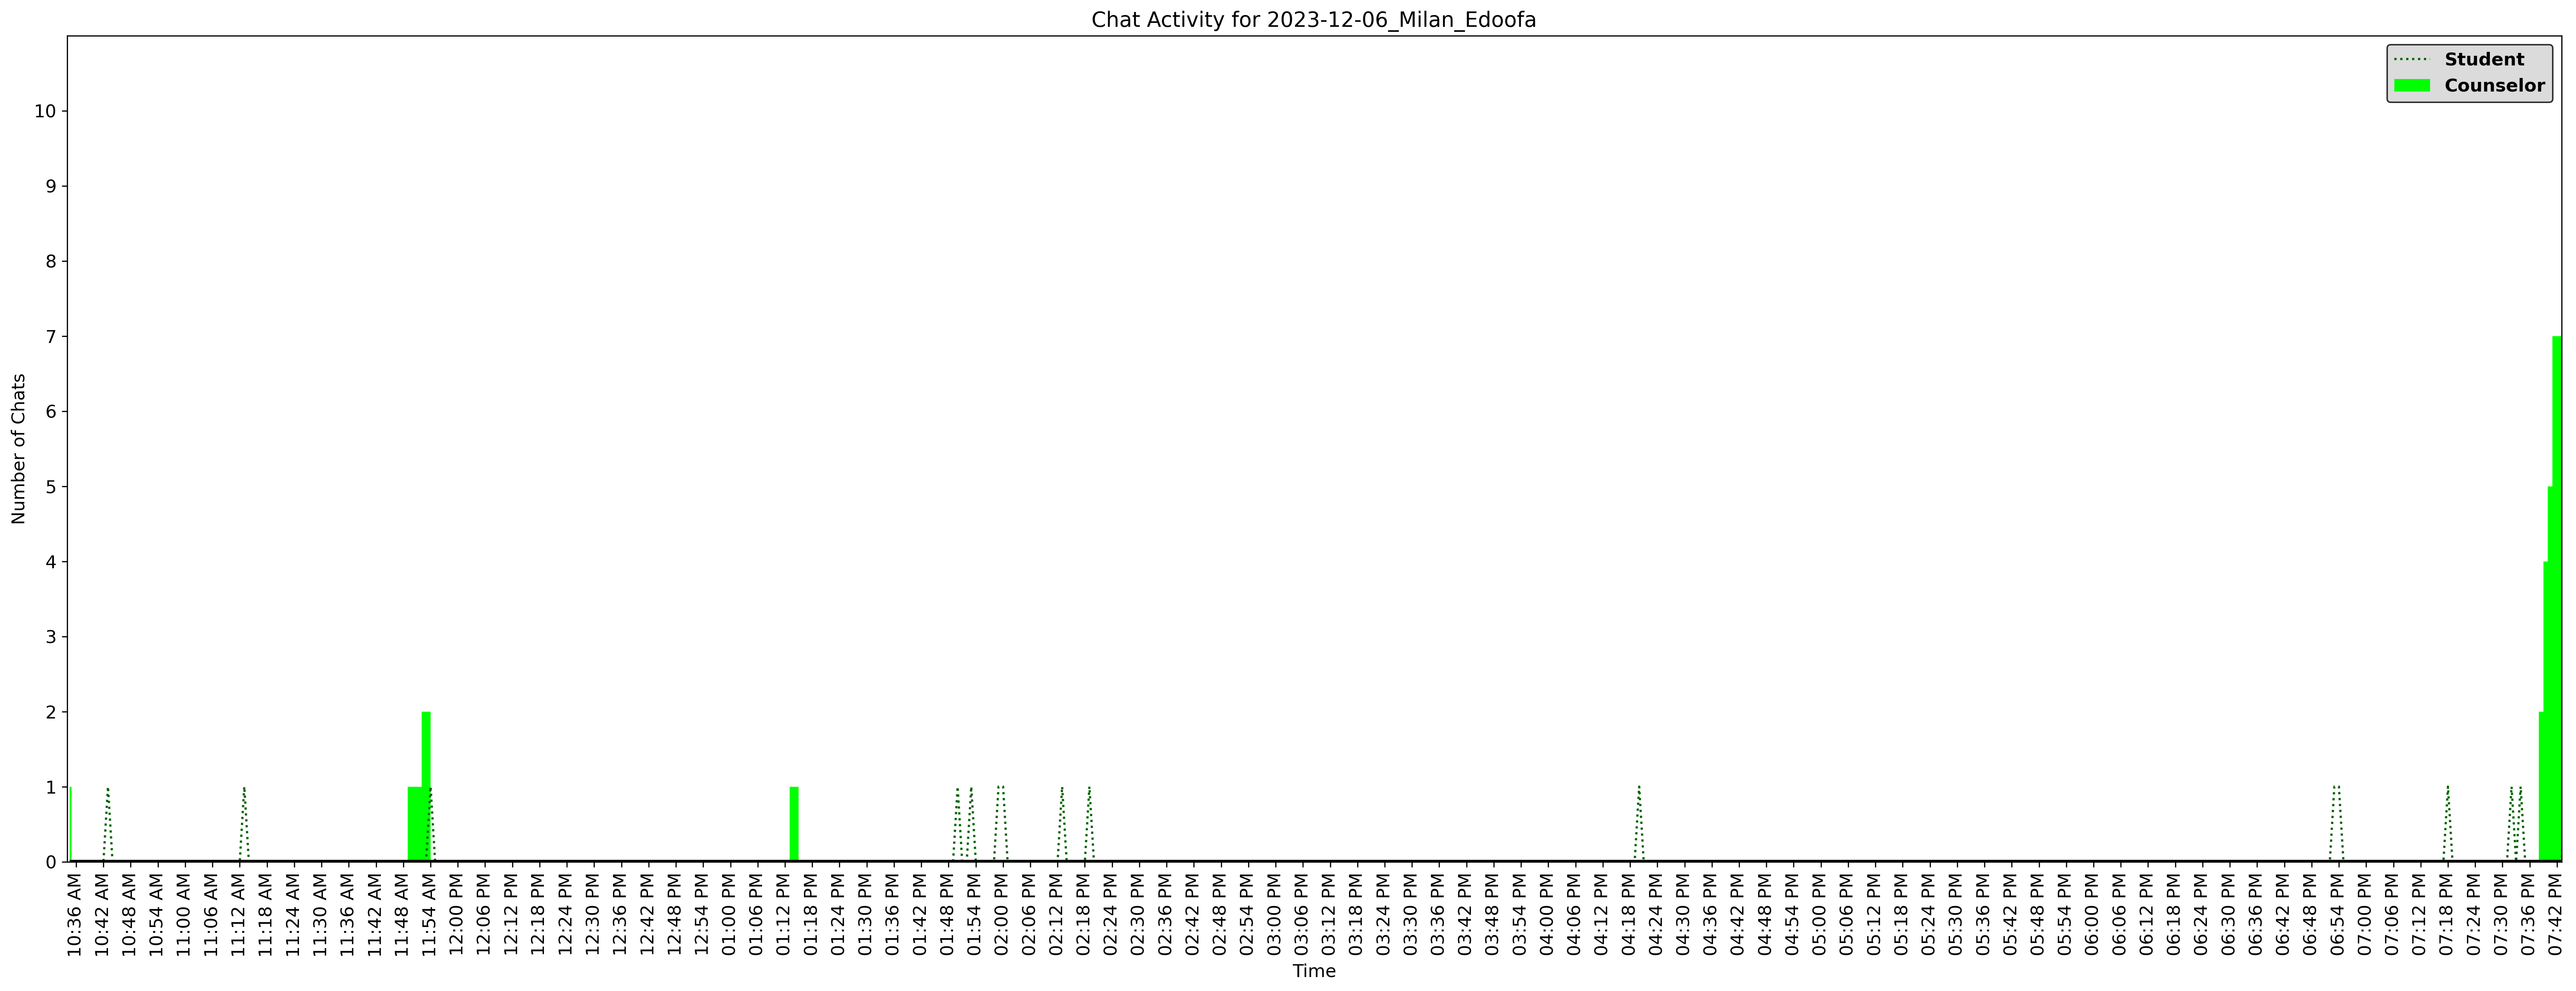 Chat Activity for 2023-12-06_Milan_Edoofa
Student
Counselor
Number of Chats
10
9
8
7
6
5
4
3
2
1
0
10:36 AM
10:42 AM
10:48 AM
10:54 AM
11:00 AM
11:06 AM
11:12 AM
11:18 AM
11:24 AM
11:30 AM
11:36 AM
11:42 AM
11:48 AM
11:54 AM
12:00 PM
12:06 PM
12:12 PM
12:18 PM
12:24 PM
12:30 PM
12:36 PM
12:42 PM
12:48 PM
12:54 PM
01:00 PM
01:06 PM
01:12 PM
01:18 PM
01:24 PM
01:30 PM
01:36 PM
01:42 PM
01:48 PM
01:54 PM
02:00 PM
02:06 PM
02:12 PM
02:18 PM
02:24 PM
02:30 PM
02:36 PM
02:42 PM
02:48 PM
02:54 PM
03:00 PM
03:06 PM
03:12 PM
03:18 PM
03:24 PM
03:30 PM
03:36 PM
03:42 PM
03:48 PM
03:54 PM
04:00 PM
04:06 PM
04:12 PM
04:18 PM
04:24 PM
04:30 PM
04:36 PM
04:42 PM
04:48 PM
04:54 PM
05:00 PM
05:06 PM
05:12 PM
05:18 PM
05:24 PM
05:30 PM
05:36 PM
05:42 PM
05:48 PM
05:54 PM
06:00 PM
06:06 PM
06:12 PM
06:18 PM
06:24 PM
06:30 PM
06:36 PM
06:42 PM
06:48 PM
06:54 PM
07:00 PM
07:06 PM
07:12 PM
07:18 PM
07:24 PM
07:30 PM
07:36 PM
07:42 PM
Time